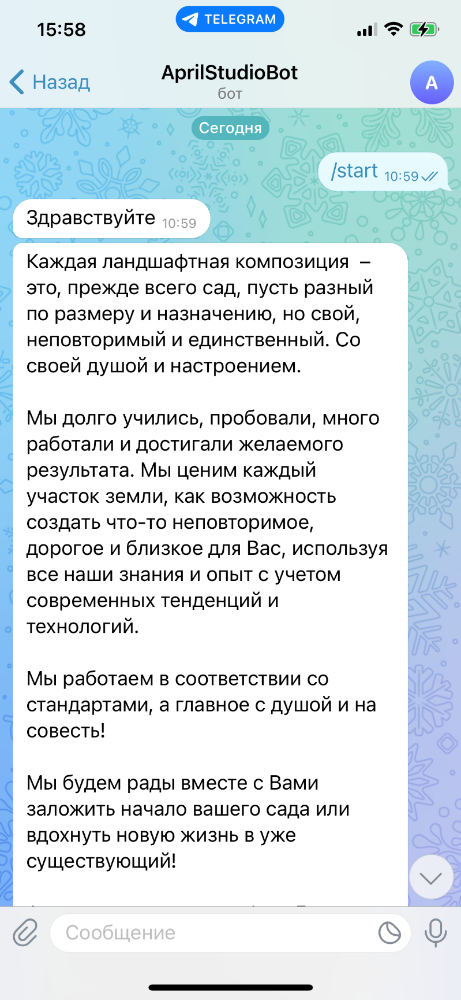 15:58
TELEGRAM
Назад
AprilStudioBot
бот
A
Сегодня
/start 10:59
Здравствуйте 10:59
Каждая ландшафтная композиция –
это, прежде всего сад, пусть разный
по размеру и назначению, но свой,
неповторимый и единственный. Со
своей душой и настроением.
Мы долго учились, пробовали, много
работали и достигали желаемого
результата. Мы ценим каждый
участок земли, как возможность
создать что-то неповторимое,
дорогое и близкое для Вас, используя
все наши знания и опыт с учетом
современных тенденций и
технологий.
Мы работаем в соответствии со
стандартами, а главное с душой и на
совесть!
Мы будем рады вместе с Вами
заложить начало вашего сада или
вдохнуть новую жизнь в уже
существующий!
Сообщение